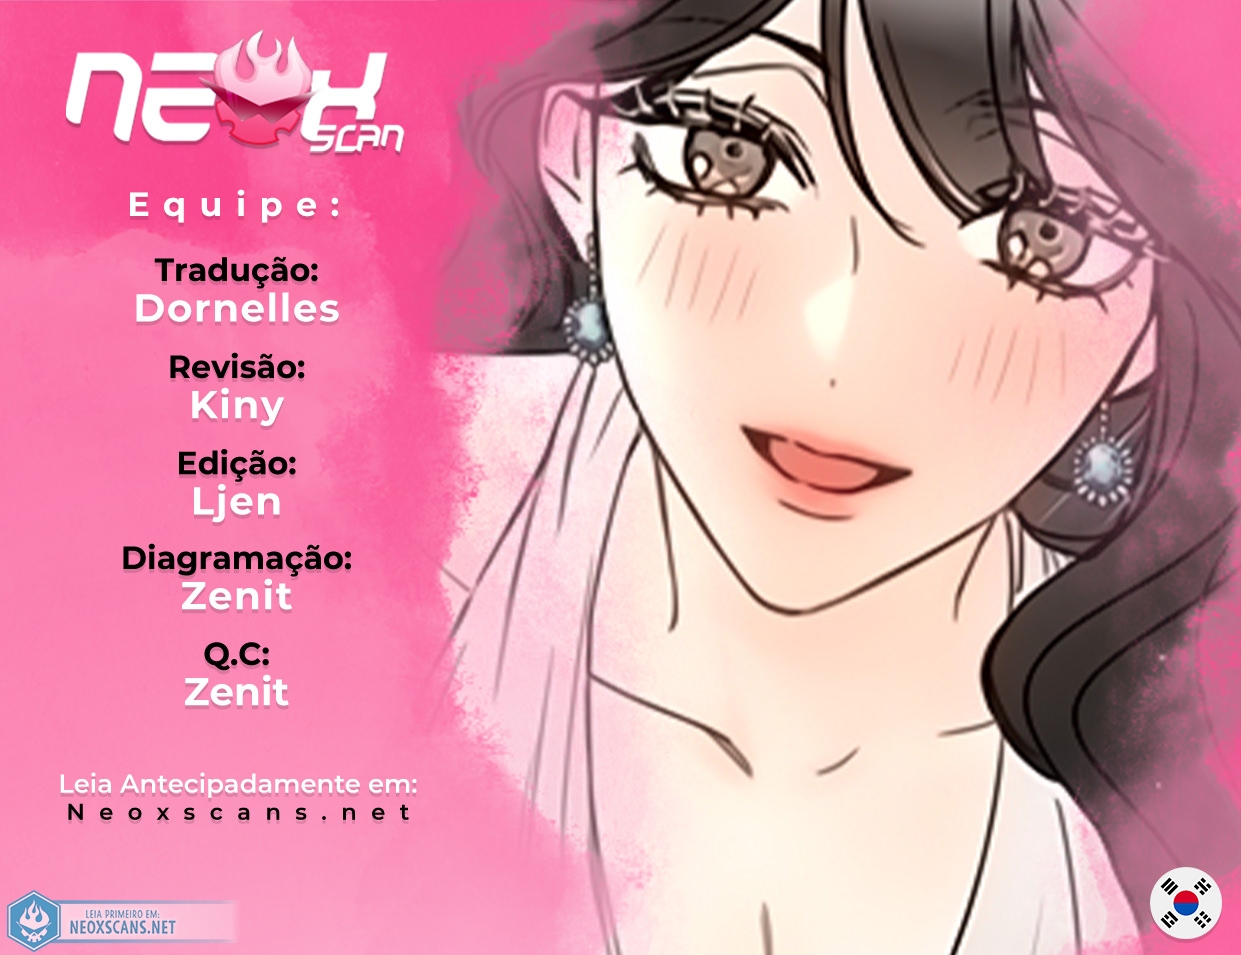 NEOX
SCAN
Equipe:
Tradução:
Dornelles
Revisão:
Kiny
Edição:
Ljen
Diagramação:
Zenit
Q.C:
Zenit
Leia Antecipadamente em:
Neoxscans.net
LEIA PRIMEIRO EM:
NEOXSCANS.NET